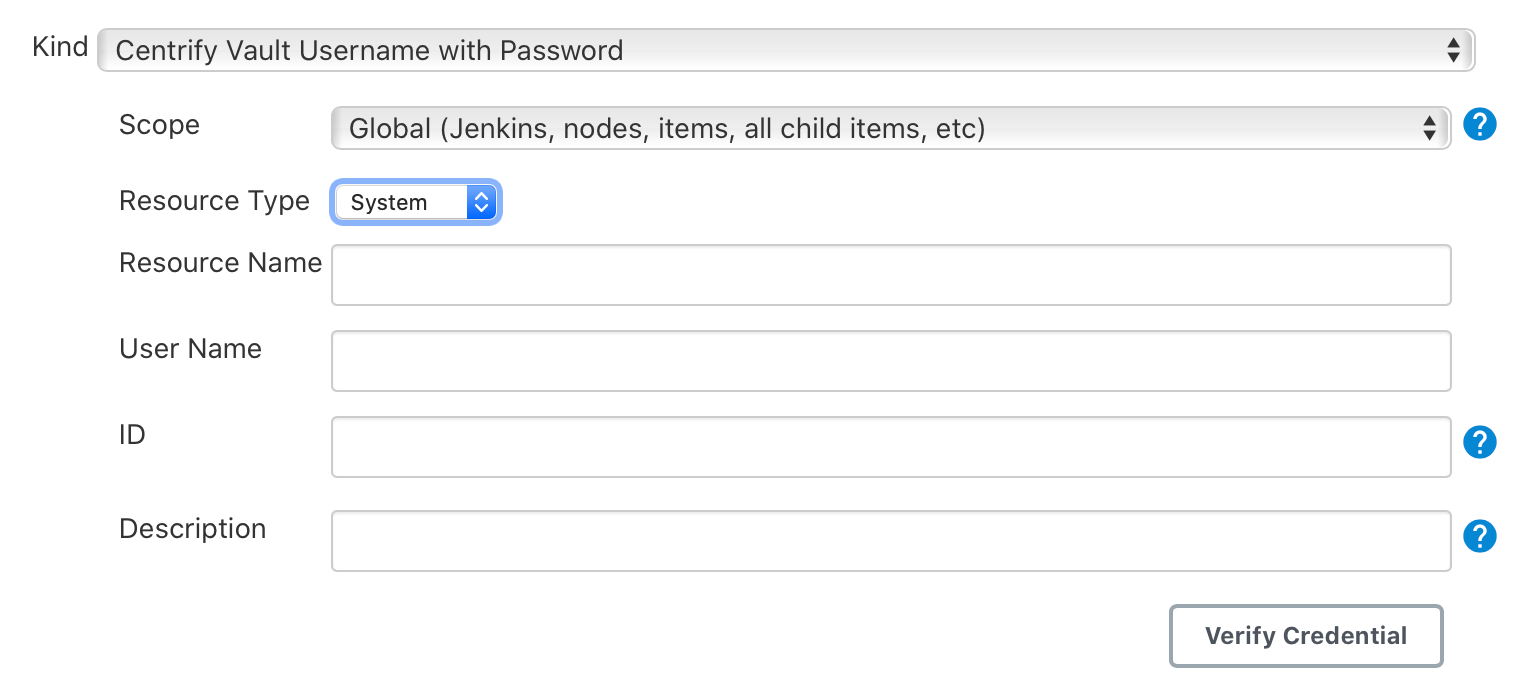 Kind Centrify Vault Username with Password
Scope Global (Jenkins, nodes, items, all child items, etc) ?
Resource Type System
Resource Name
User Name
ID ?
Description ?
Verify Credential